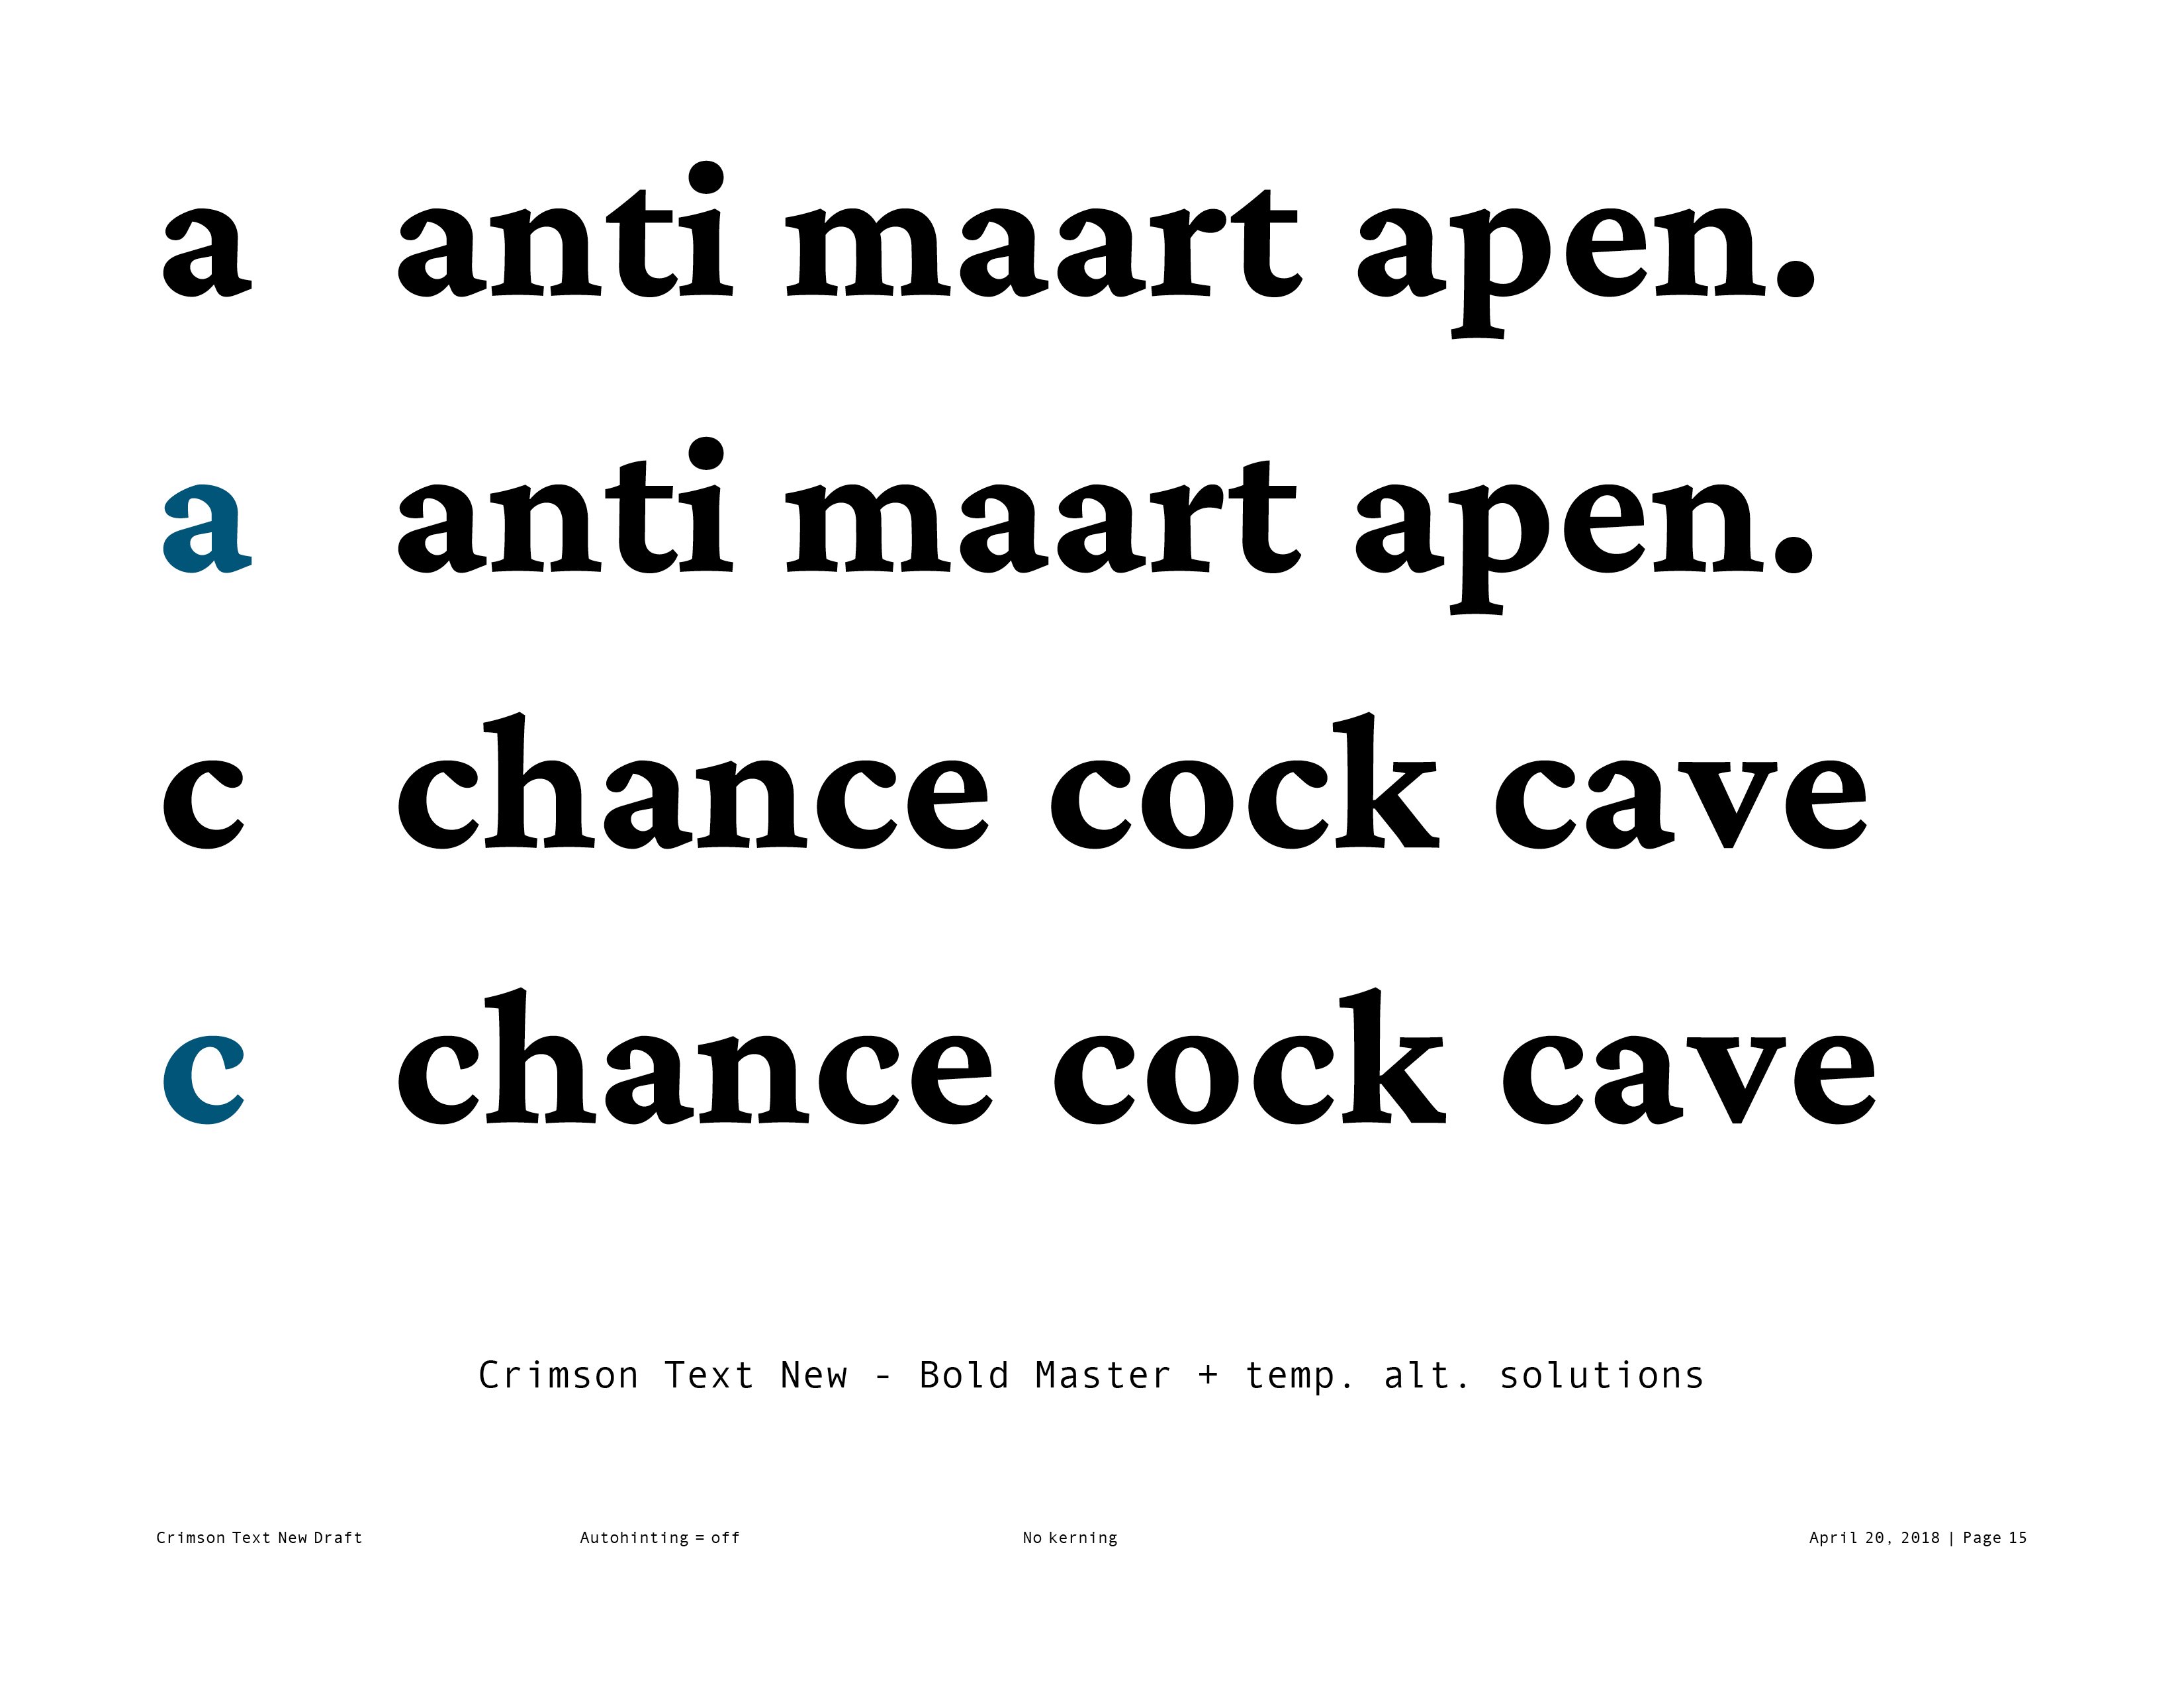 a anti maart apen.
a anti maart apen.
c chance cock cave
c chance cock cave
Crimson Text New - Bold Master + temp. alt. solutions
Crimson Text New Draft Autohinting = off No kerning April 20, 2018 | Page 15